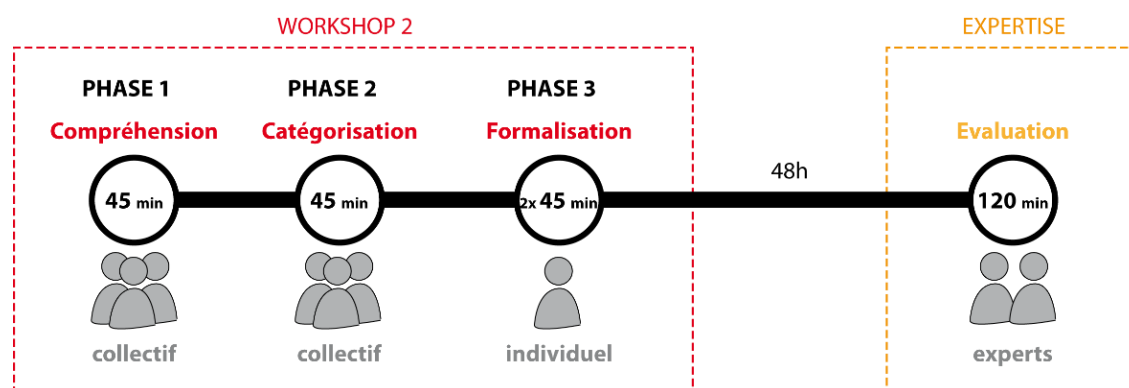 WORKSHOP 2
EXPERTISE
PHASE 1
PHASE 2
PHASE 3
Compréhension
Catégorisation
Formalisation
Evaluation
48h
45 min
45 min
2x 45 min
120 min
collectif
collectif
individuel
experts